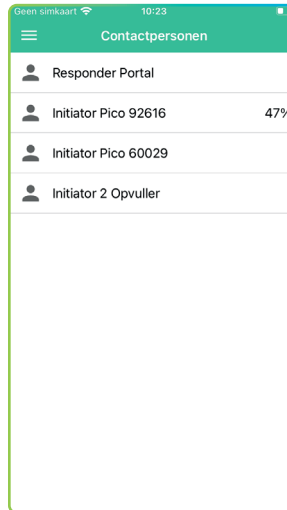 Geen simkaart 10:23
Contactpersonen
Responder Portal
Initiator Pico 92616 47%
Initiator Pico 60029
Initiator 2 Opvuller